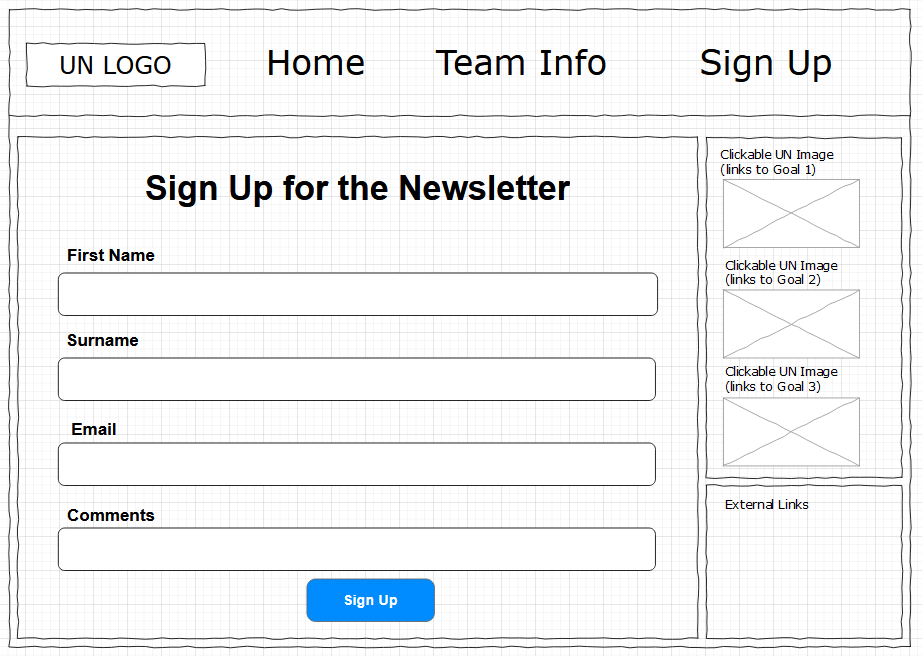 UN LOGO
Home
Team Info
Sign Up
Sign Up for the Newsletter
First Name
Surname
Email
Comments
Sign Up
Clickable UN Image
(links to Goal 1)
Clickable UN Image
(links to Goal 2)
Clickable UN Image
(links to Goal 3)
External Links